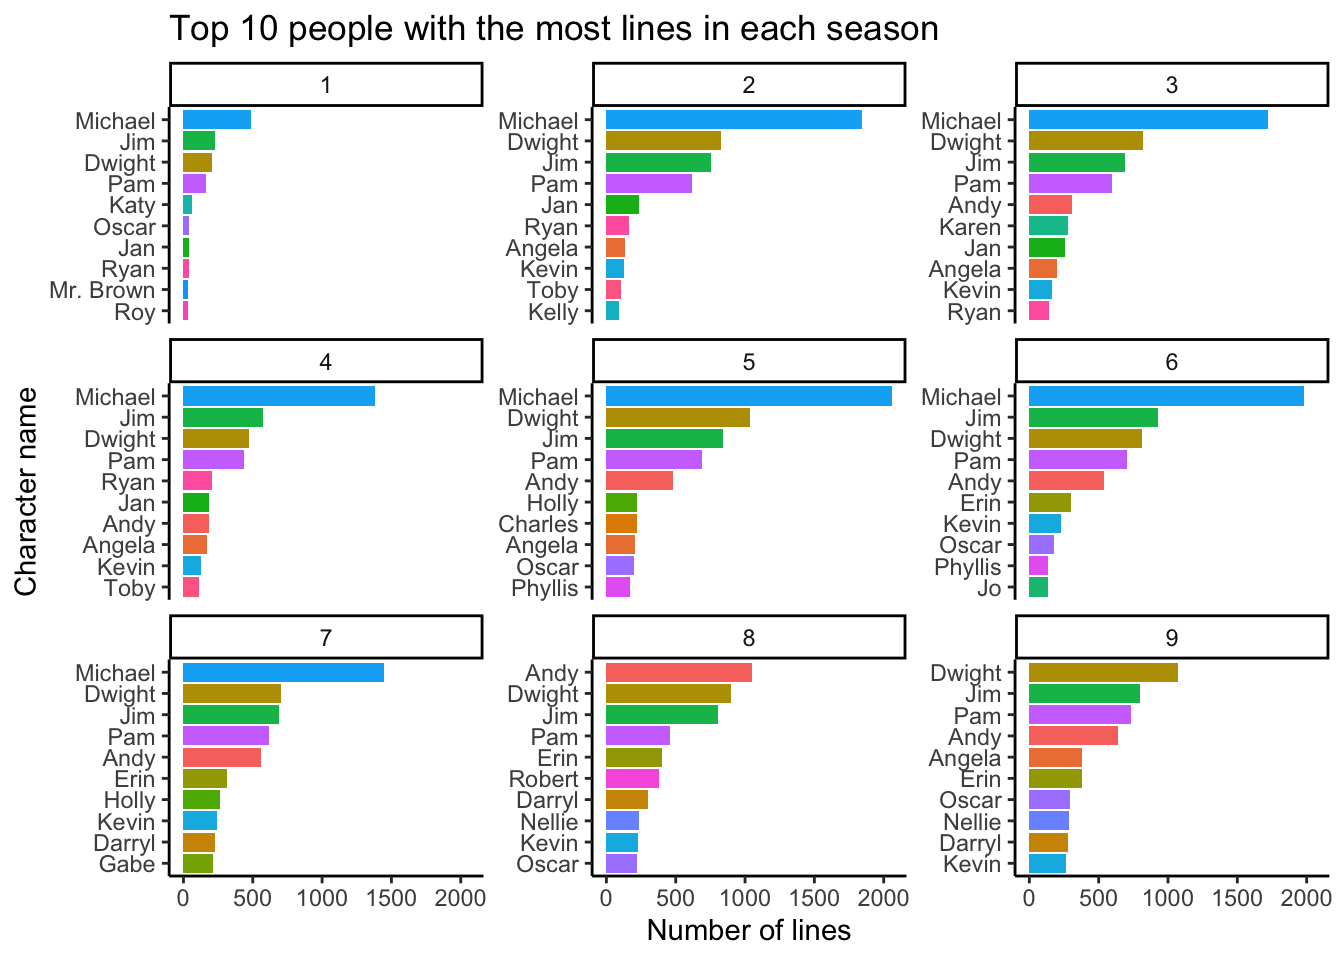 Top 10 people with the most lines in each season
1
Michael
Jim
Dwight
Pam
Katy
Oscar
Jan
Ryan
Mr. Brown
Roy
2
Michael
Dwight
Jim
Pam
Jan
Ryan
Angela
Kevin
Toby
Kelly
3
Michael
Dwight
Jim
Pam
Andy
Karen
Jan
Angela
Kevin
Ryan
Character name
4
Michael
Jim
Dwight
Pam
Ryan
Jan
Andy
Angela
Kevin
Toby
5
Michael
Dwight
Jim
Pam
Andy
Holly
Charles
Angela
Oscar
Phyllis
6
Michael
Jim
Dwight
Pam
Andy
Erin
Kevin
Oscar
Phyllis
Jo
7
Michael
Dwight
Jim
Pam
Andy
Erin
Holly
Kevin
Darryl
Gabe
0 500 1000 1500 2000
8
Andy
Dwight
Jim
Pam
Erin
Robert
Darryl
Nellie
Kevin
Oscar
0 500 1000 1500 2000
9
Dwight
Jim
Pam
Andy
Angela
Erin
Oscar
Nellie
Darryl
Kevin
0 500 1000 1500 2000
Number of lines